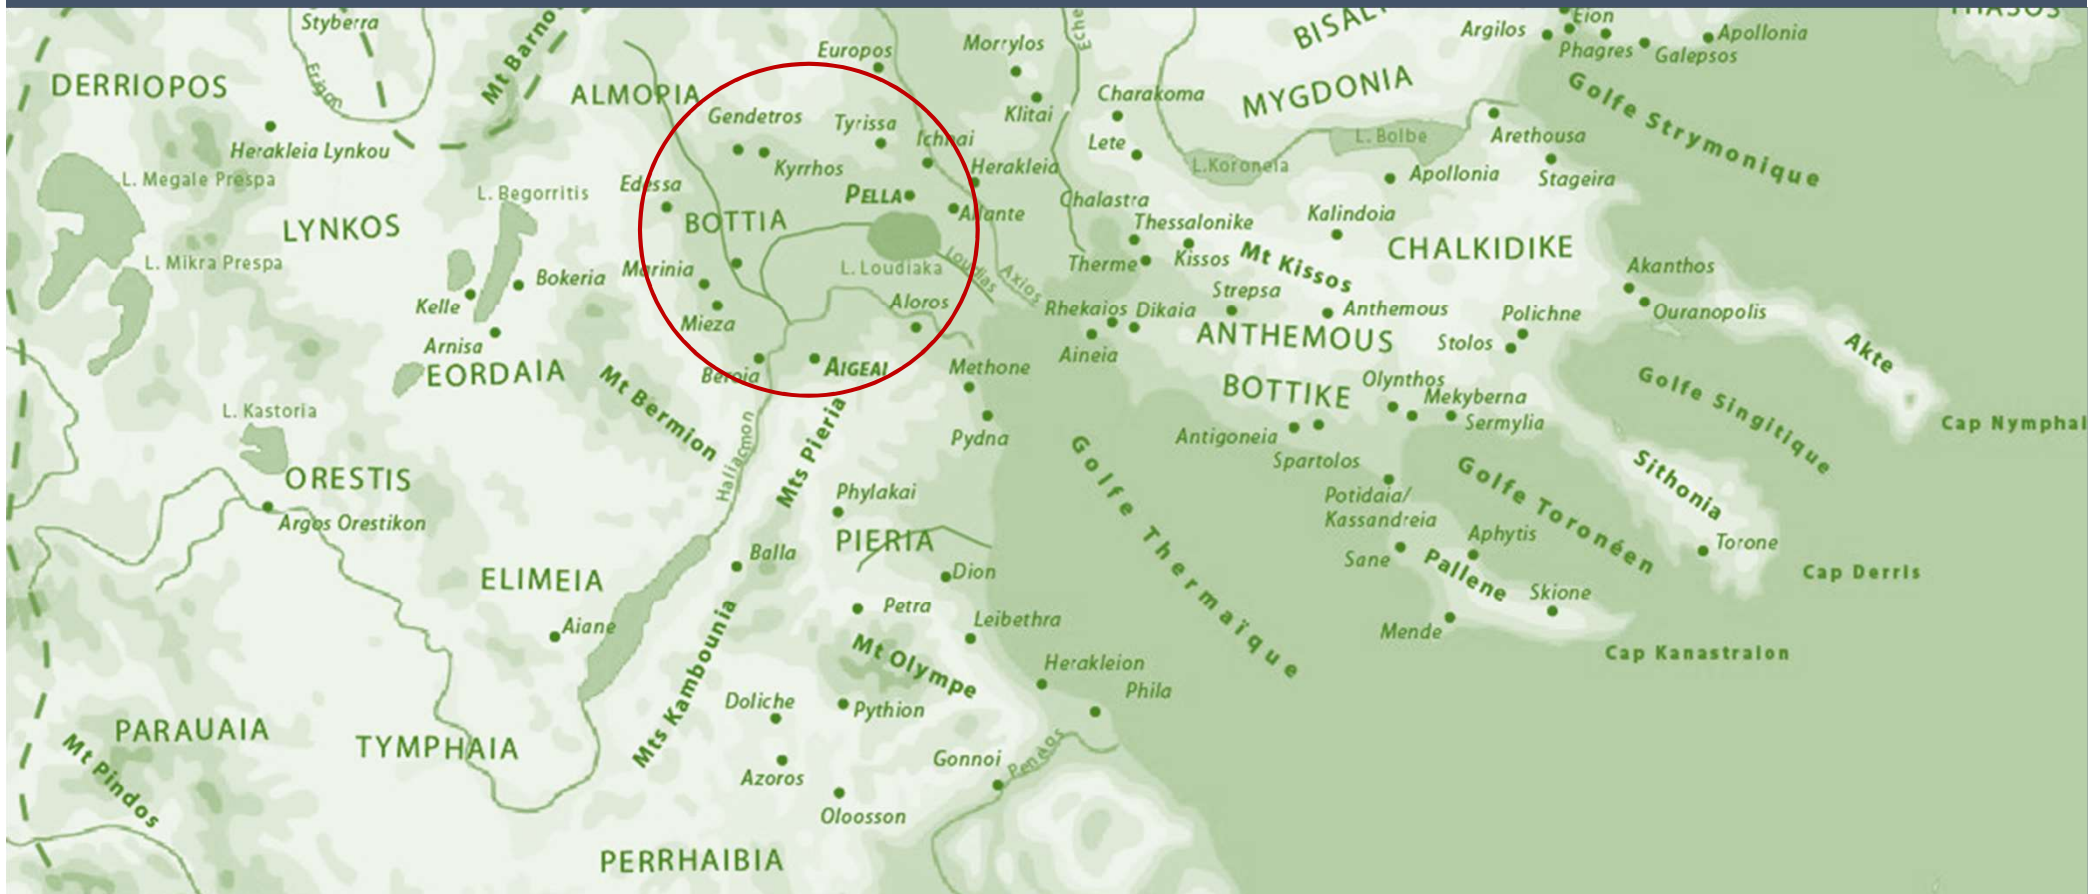 Styberra
Erigon
Mt Barno
Europos
Morrylos
Eche
BISALT
Argilos
Eion
Phagres
Galepsos
Apollonia
THASOS
DERRIOPOS
ALMOPIA
Gendetros
Tyrissa
Ichnai
Klitai
Charakoma
MYGDONIA
Golfe Strymonique
Herakleia Lynkou
Kyrrhos
Herakleia
Lete
L. Koroneia
L. Bolbe
Arethousa
L. Megale Prespa
L. Begorritis
Edessa
PELLA
Apollonia
Stageira
LYNKOS
BOTTIA
Allante
Chalastra
Thessalonike
Kalindoia
CHALKIDIKE
L. Mikra Prespa
Bokeria
Marinia
L. Loudiaka
Loudias
Axios
Therme
Kissos
Mt Kissos
Akanthos
Kelle
Mieza
Aloros
Rhekaios
Dikaia
Strepsa
Anthemous
Polichne
Ouranopolis
Arnisa
Aineia
ANTHEMOUS
Stolos
Akte
EORDAIA
Mt Bermion
Beroia
AIGEAI
Methone
BOTTIKE
Olynthos
Mekyberna
Golfe Singitique
L. Kastoria
Haliacmon
Mts Pieria
Pydna
Antigoneia
Sermylia
Cap Nymphai
ORESTIS
Spartolos
Golfe Thermaïque
Golfe Toronéen
Sithonia
Argos Orestikon
Phylakai
Potidaia/
Kassandreia
PIERIA
Aphytis
Torone
ELIMEIA
Balla
Dion
Sane
Pallene
Cap Derris
Aiane
Petra
Leibethra
Skione
Mts Kambounia
Mt Olympe
Mende
Cap Kanastraion
Herakleion
Phila
PARAUAIA
Doliche
Pythion
Mt Pindos
TYMPHAIA
Azoros
Gonnoi
Peneios
Oloosson
PERRHAIBIA